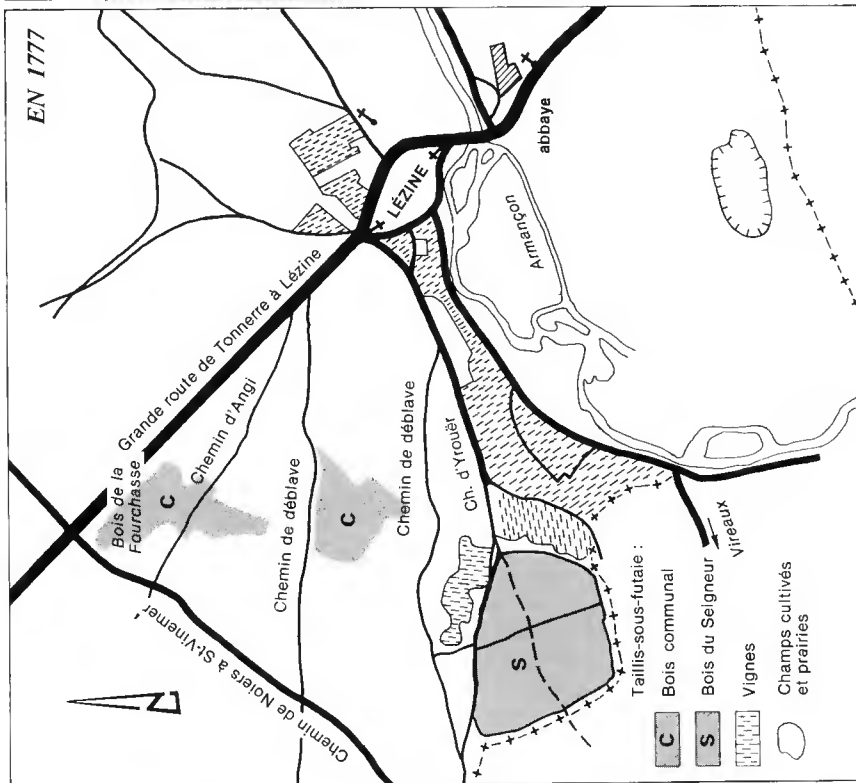 EN 1777
Grande route de Tonnerre à Lézine
Bois de la
Fourchasse
C
Chemin d'Angi
Chemin de Noiers à St-Vinemer
Chemin de déblave
C
Chemin de déblave
Ch. d'Yrouër
LÉZINE
abbaye
Armançon
S
Vireaux
N
Taillis-sous-futaie :
C
Bois communal
S
Bois du Seigneur
Vignes
Champs cultivés
et prairies